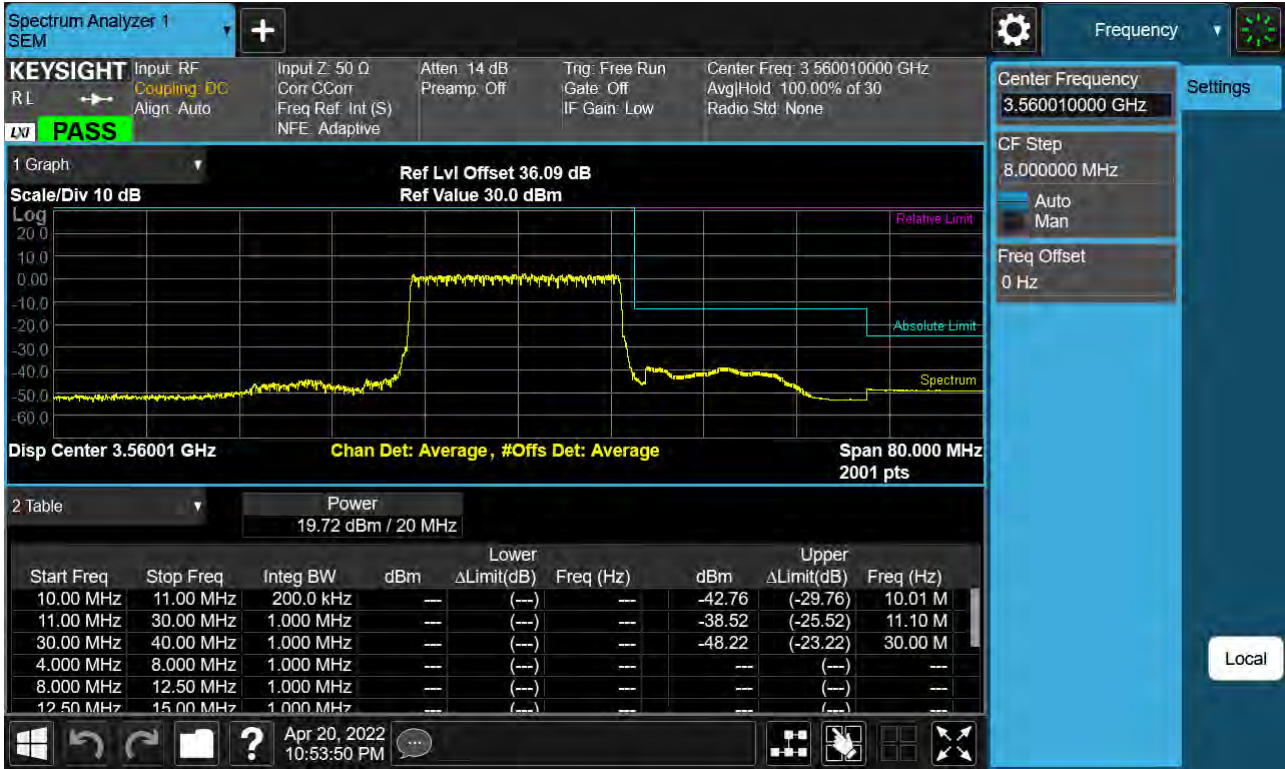 Spectrum Analyzer 1
SEM
Frequency
KEYSIGHT
RL
LXI PASS
Input: RF
Coupling: DC
Align: Auto
Input Z: 50 Ω
Corr CCorr
Freq Ref: Int (S)
NFE: Adaptive
Atten: 14 dB
Preamp: Off
Trig: Free Run
Gate: Off
IF Gain: Low
Center Freq: 3.560010000 GHz
Avg|Hold: 100.00% of 30
Radio Std: None
Center Frequency
3.560010000 GHz
Settings
CF Step
8.000000 MHz
Auto
Man
Freq Offset
0 Hz
1 Graph
Ref Lvl Offset 36.09 dB
Scale/Div 10 dB
Ref Value 30.0 dBm
Log
20.0
10.0
0.00
-10.0
-20.0
-30.0
-40.0
-50.0
-60.0
Relative Limit
Absolute Limit
Spectrum
Disp Center 3.56001 GHz
Chan Det: Average, #Offs Det: Average
Span 80.000 MHz
2001 pts
2 Table
Power
19.72 dBm / 20 MHz
Lower Upper
Start Freq Stop Freq Integ BW dBm ΔLimit(dB) Freq (Hz) dBm ΔLimit(dB) Freq (Hz)
10.00 MHz 11.00 MHz 200.0 kHz --- (---) --- -42.76 (-29.76) 10.01 M
11.00 MHz 30.00 MHz 1.000 MHz --- (---) --- -38.52 (-25.52) 11.10 M
30.00 MHz 40.00 MHz 1.000 MHz --- (---) --- -48.22 (-23.22) 30.00 M
4.000 MHz 8.000 MHz 1.000 MHz --- (---) --- --- (---) ---
8.000 MHz 12.50 MHz 1.000 MHz --- (---) --- --- (---) ---
12.50 MHz 15.00 MHz 1.000 MHz --- (---) --- --- (---) ---
Local
?
Apr 20, 2022
10:53:50 PM